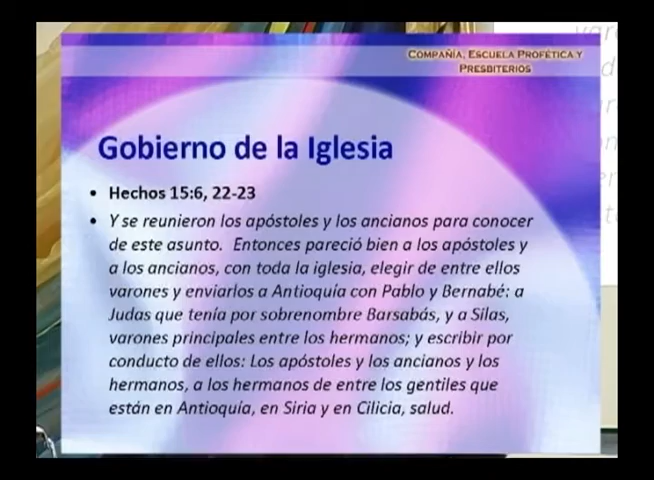 COMPAÑÍA, ESCUELA PROFÉTICA Y
PRESBITERIOS
Gobierno de la Iglesia
• Hechos 15:6, 22-23
• Y se reunieron los apóstoles y los ancianos para conocer
de este asunto. Entonces pareció bien a los apóstoles y
a los ancianos, con toda la iglesia, elegir de entre ellos
varones y enviarlos a Antioquía con Pablo y Bernabé: a
Judas que tenía por sobrenombre Barsabás, y a Silas,
varones principales entre los hermanos; y escribir por
conducto de ellos: Los apóstoles y los ancianos y los
hermanos, a los hermanos de entre los gentiles que
están en Antioquía, en Siria y en Cilicia, salud.